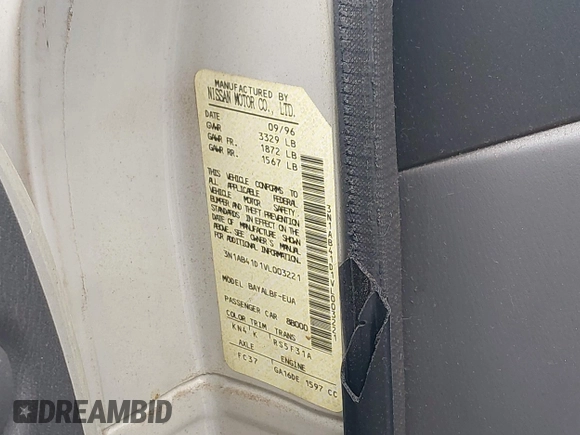 MANUFACTURED BY
NISSAN MOTOR CO., LTD.
DATE 09/96
GVWR 3329 LB
GAWR FR. 1872 LB
GAWR RR. 1567 LB
THIS VEHICLE CONFORMS TO
ALL APPLICABLE FEDERAL
VEHICLE MOTOR SAFETY,
BUMPER AND THEFT PREVENTION
STANDARDS IN EFFECT ON THE
DATE OF MANUFACTURE SHOWN
ABOVE. SEE OWNER'S MANUAL
FOR ADDITIONAL INFORMATION.
3N1AB41D1VL003221
MODEL BAYALBF-EUA
PASSENGER CAR 88000
COLOR TRIM TRANS
KN4 K RS5F31A
AXLE ENGINE
FC37 GA16DE 1597 CC
DREAMBID